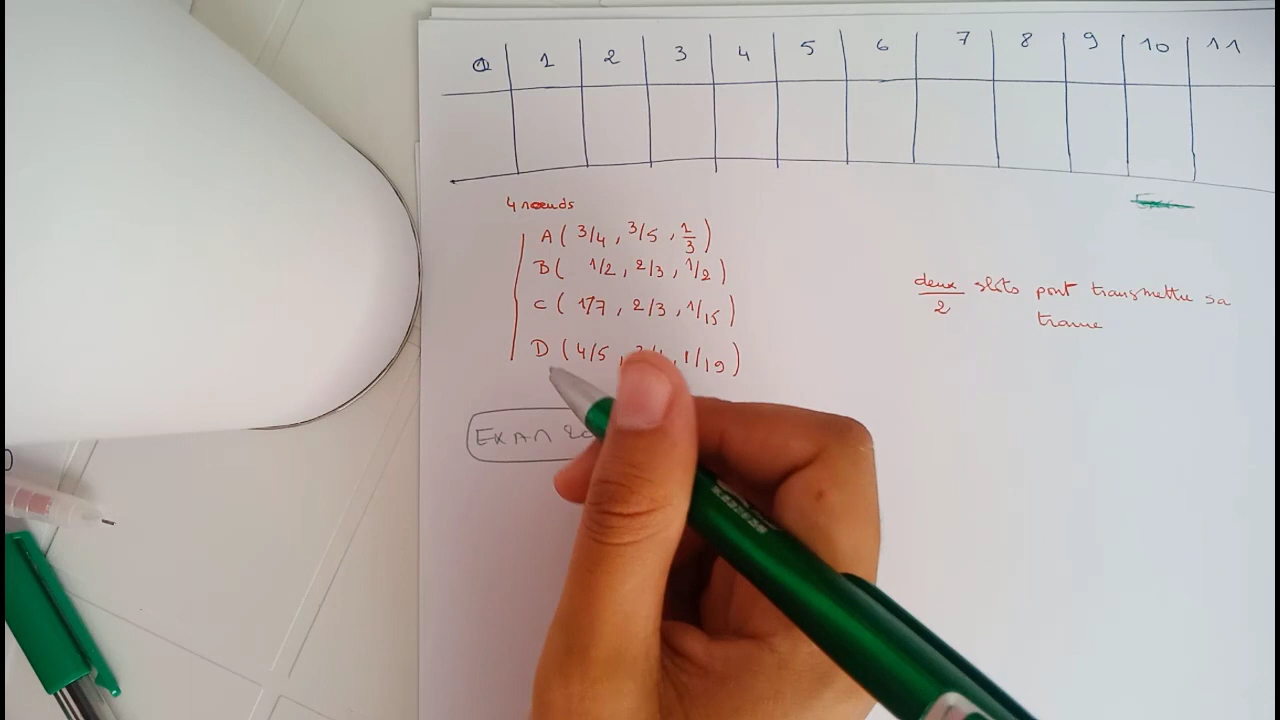 0 1 2 3 4 5 6 7 8 9 10 11
4 nœuds
A ( 3/4 , 3/5 , 1/3 )
B ( 1/2 , 2/3 , 1/2 )
C ( 1/7 , 2/3 , 1/15 )
D ( 4/5 , , 1/19 )
EXAM
deux slots pour transmettre sa
2 trame